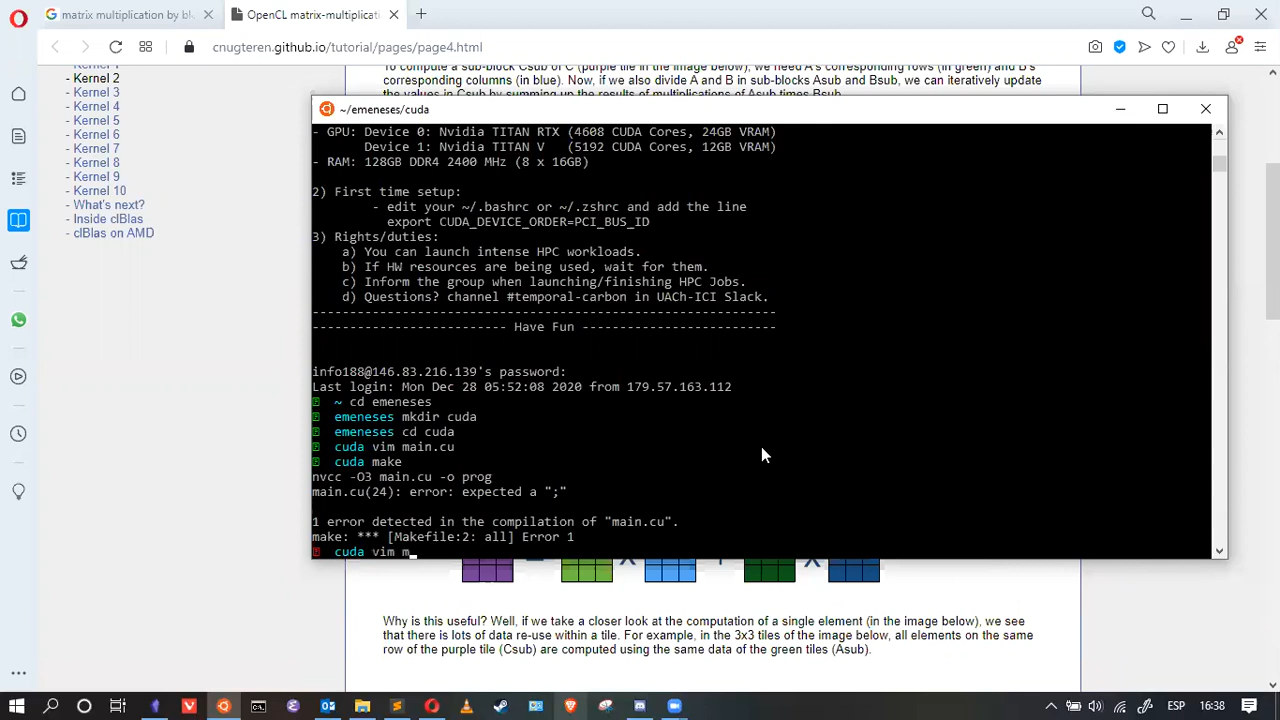 matrix multiplication by bl
OpenCL matrix-multiplicati
cnugteren.github.io/tutorial/pages/page4.html
- Kernel 1
- Kernel 2
- Kernel 3
- Kernel 4
- Kernel 5
- Kernel 6
- Kernel 7
- Kernel 8
- Kernel 9
- Kernel 10
- What's next?
- Inside clBlas
- clBlas on AMD
To compute a sub-block Csub of C (purple tile in the image below), we need A's corresponding rows (in green) and B's
corresponding columns (in blue). Now, if we also divide A and B in sub-blocks Asub and Bsub, we can iteratively update
the values in Csub by summing up the results of multiplications of Asub times Bsub.
~/emeneses/cuda
- GPU: Device 0: Nvidia TITAN RTX (4608 CUDA Cores, 24GB VRAM)
Device 1: Nvidia TITAN V (5192 CUDA Cores, 12GB VRAM)
- RAM: 128GB DDR4 2400 MHz (8 x 16GB)
2) First time setup:
- edit your ~/.bashrc or ~/.zshrc and add the line
export CUDA_DEVICE_ORDER=PCI_BUS_ID
3) Rights/duties:
a) You can launch intense HPC workloads.
b) If HW resources are being used, wait for them.
c) Inform the group when launching/finishing HPC Jobs.
d) Questions? channel #temporal-carbon in UACh-ICI Slack.
--------------------------------------------------------------
-------------------------- Have Fun --------------------------
info188@146.83.216.139's password:
Last login: Mon Dec 28 05:52:08 2020 from 179.57.163.112
~ cd emeneses
emeneses mkdir cuda
emeneses cd cuda
cuda vim main.cu
cuda make
nvcc -O3 main.cu -o prog
main.cu(24): error: expected a ";"
1 error detected in the compilation of "main.cu".
make: *** [Makefile:2: all] Error 1
cuda vim m
Why is this useful? Well, if we take a closer look at the computation of a single element (in the image below), we see
that there is lots of data re-use within a tile. For example, in the 3x3 tiles of the image below, all elements on the same
row of the purple tile (Csub) are computed using the same data of the green tiles (Asub).
ESP
16:38